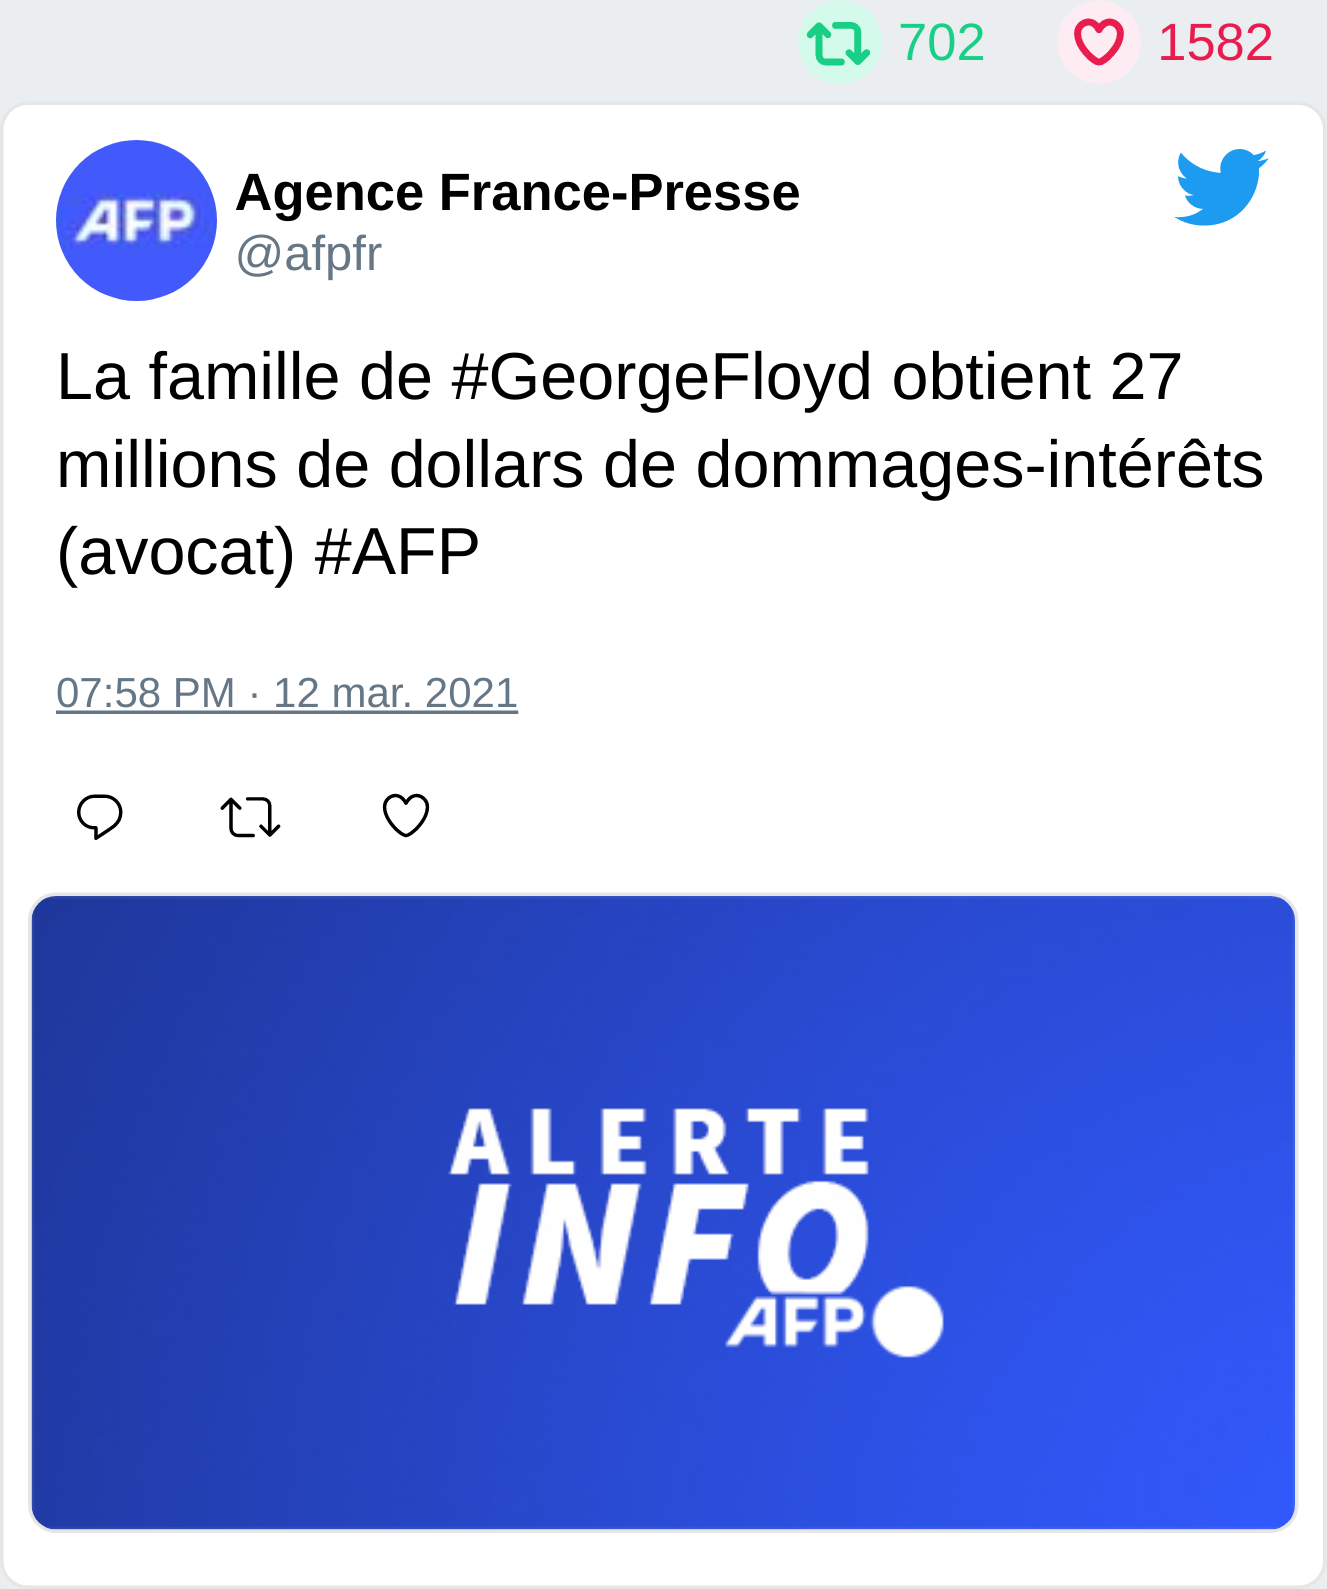 702 1582
AFP
Agence France-Presse
@afpfr
La famille de #GeorgeFloyd obtient 27
millions de dollars de dommages-intérêts
(avocat) #AFP
07:58 PM · 12 mar. 2021
ALERTE
INFO
AFP